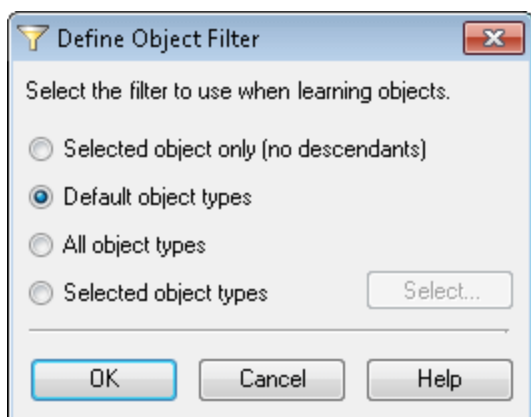 Define Object Filter
Select the filter to use when learning objects.
Selected object only (no descendants)
Default object types
All object types
Selected object types
Select...
OK
Cancel
Help